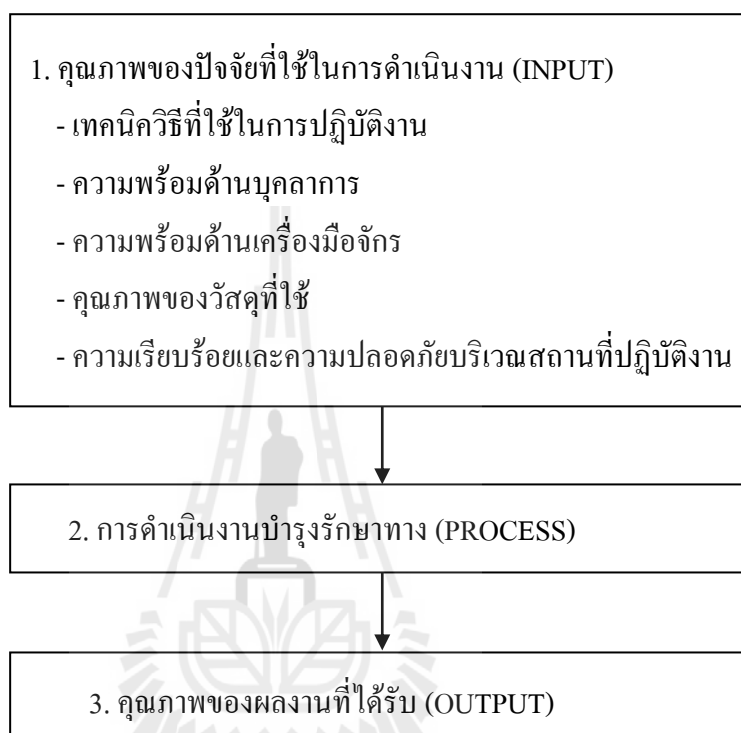 1. คุณภาพของปัจจัยที่ใช้ในการดำเนินงาน (INPUT)
- เทคนิควิธีที่ใช้ในการปฏิบัติงาน
- ความพร้อมด้านบุคลาการ
- ความพร้อมด้านเครื่องมือจักร
- คุณภาพของวัสดุที่ใช้
- ความเรียบร้อยและความปลอดภัยบริเวณสถานที่ปฏิบัติงาน
2. การดำเนินงานบำรุงรักษาทาง (PROCESS)
3. คุณภาพของผลงานที่ได้รับ (OUTPUT)